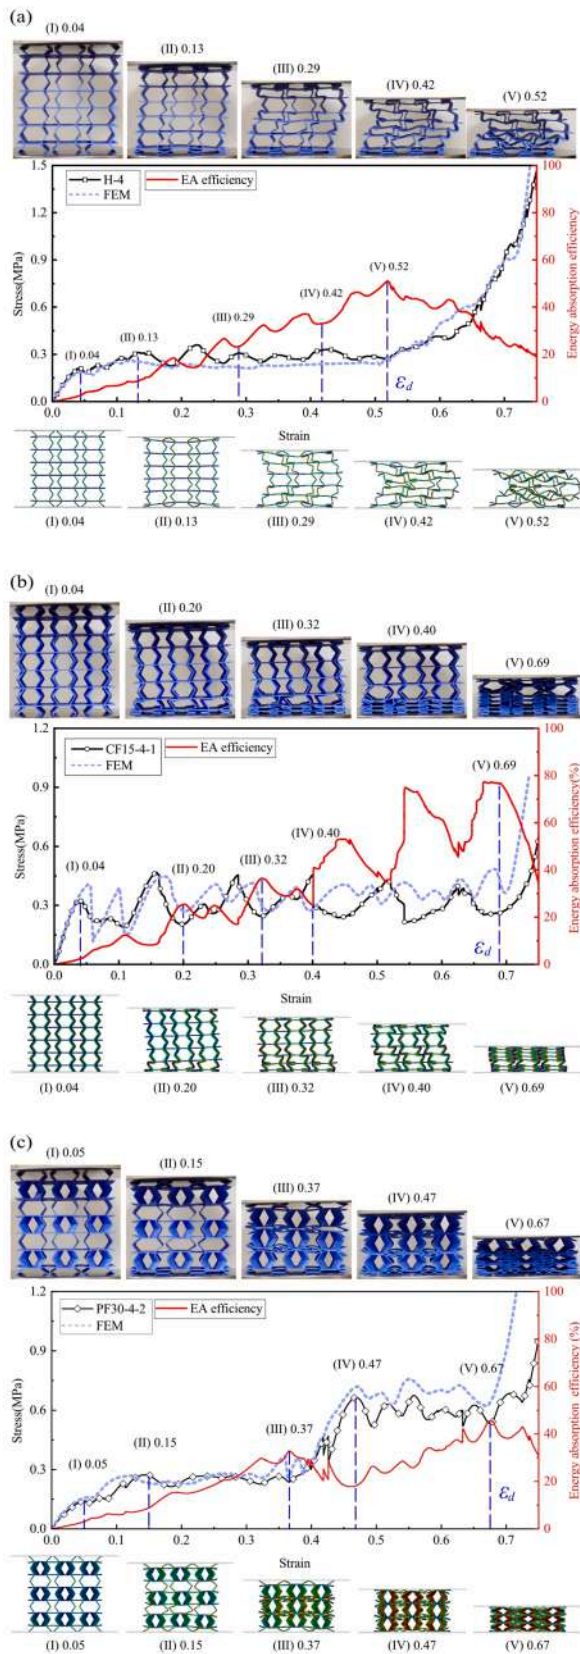 (a)
(I) 0.04
(II) 0.13
(III) 0.29
(IV) 0.42
(V) 0.52
H-4
FEM
EA efficiency
(I) 0.04
(II) 0.13
(III) 0.29
(IV) 0.42
(V) 0.52
εd
Stress(MPa)
1.5
1.2
0.9
0.6
0.3
0.0
Energy absorption efficiency
100
80
60
40
20
0
0.0 0.1 0.2 0.3 0.4 0.5 0.6 0.7
Strain
(I) 0.04
(II) 0.13
(III) 0.29
(IV) 0.42
(V) 0.52
(b)
(I) 0.04
(II) 0.20
(III) 0.32
(IV) 0.40
(V) 0.69
CF15-4-1
FEM
EA efficiency
(I) 0.04
(II) 0.20
(III) 0.32
(IV) 0.40
(V) 0.69
εd
Stress(MPa)
1.2
0.9
0.6
0.3
0.0
Energy absorption efficiency(%)
100
80
60
40
20
0
0.0 0.1 0.2 0.3 0.4 0.5 0.6 0.7
Strain
(I) 0.04
(II) 0.20
(III) 0.32
(IV) 0.40
(V) 0.69
(c)
(I) 0.05
(II) 0.15
(III) 0.37
(IV) 0.47
(V) 0.67
PF30-4-2
FEM
EA efficiency
(I) 0.05
(II) 0.15
(III) 0.37
(IV) 0.47
(V) 0.67
εd
Stress(MPa)
1.2
0.9
0.6
0.3
0.0
Energy absorption efficiency (%)
100
80
60
40
20
0
0.0 0.1 0.2 0.3 0.4 0.5 0.6 0.7
Strain
(I) 0.05
(II) 0.15
(III) 0.37
(IV) 0.47
(V) 0.67